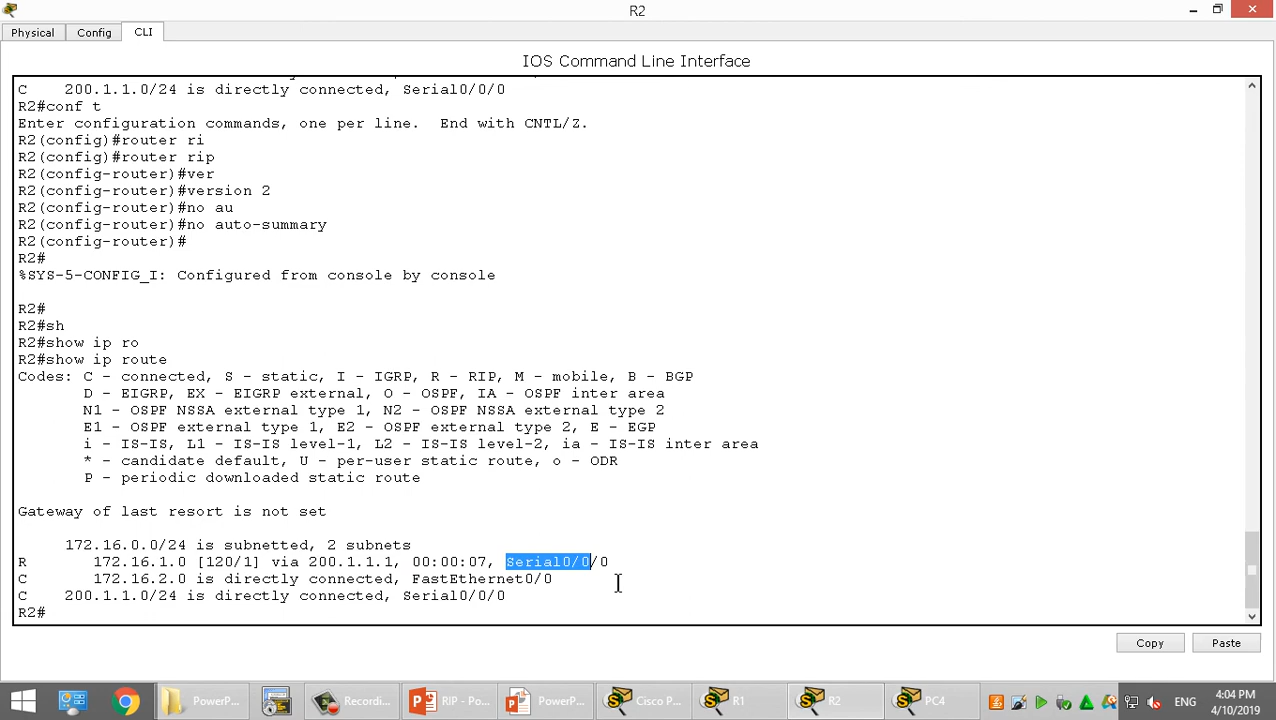 R2
Physical Config CLI
IOS Command Line Interface
C    200.1.1.0/24 is directly connected, Serial0/0/0
R2#conf t
Enter configuration commands, one per line.  End with CNTL/Z.
R2(config)#router ri
R2(config)#router rip
R2(config-router)#ver
R2(config-router)#version 2
R2(config-router)#no au
R2(config-router)#no auto-summary
R2(config-router)#
R2#
%SYS-5-CONFIG_I: Configured from console by console
R2#
R2#sh
R2#show ip ro
R2#show ip route
Codes: C - connected, S - static, I - IGRP, R - RIP, M - mobile, B - BGP
       D - EIGRP, EX - EIGRP external, O - OSPF, IA - OSPF inter area
       N1 - OSPF NSSA external type 1, N2 - OSPF NSSA external type 2
       E1 - OSPF external type 1, E2 - OSPF external type 2, E - EGP
       i - IS-IS, L1 - IS-IS level-1, L2 - IS-IS level-2, ia - IS-IS inter area
       * - candidate default, U - per-user static route, o - ODR
       P - periodic downloaded static route
Gateway of last resort is not set
     172.16.0.0/24 is subnetted, 2 subnets
R       172.16.1.0 [120/1] via 200.1.1.1, 00:00:07, Serial0/0/0
C       172.16.2.0 is directly connected, FastEthernet0/0
C    200.1.1.0/24 is directly connected, Serial0/0/0
R2#
Copy Paste
PowerP... Recordi... RIP - Po... PowerP... Cisco P... R1 R2 PC4 ENG 4:04 PM
4/10/2019